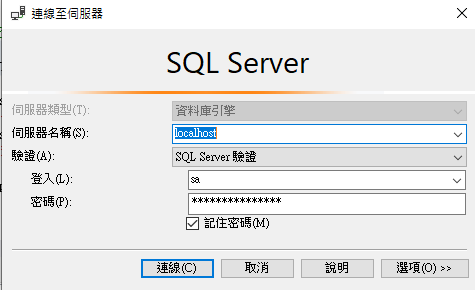 連線至伺服器
SQL Server
伺服器類型(T): 資料庫引擎
伺服器名稱(S): localhost
驗證(A): SQL Server 驗證
登入(L): sa
密碼(P): ***************
記住密碼(M)
連線(C) 取消 說明 選項(O) >>